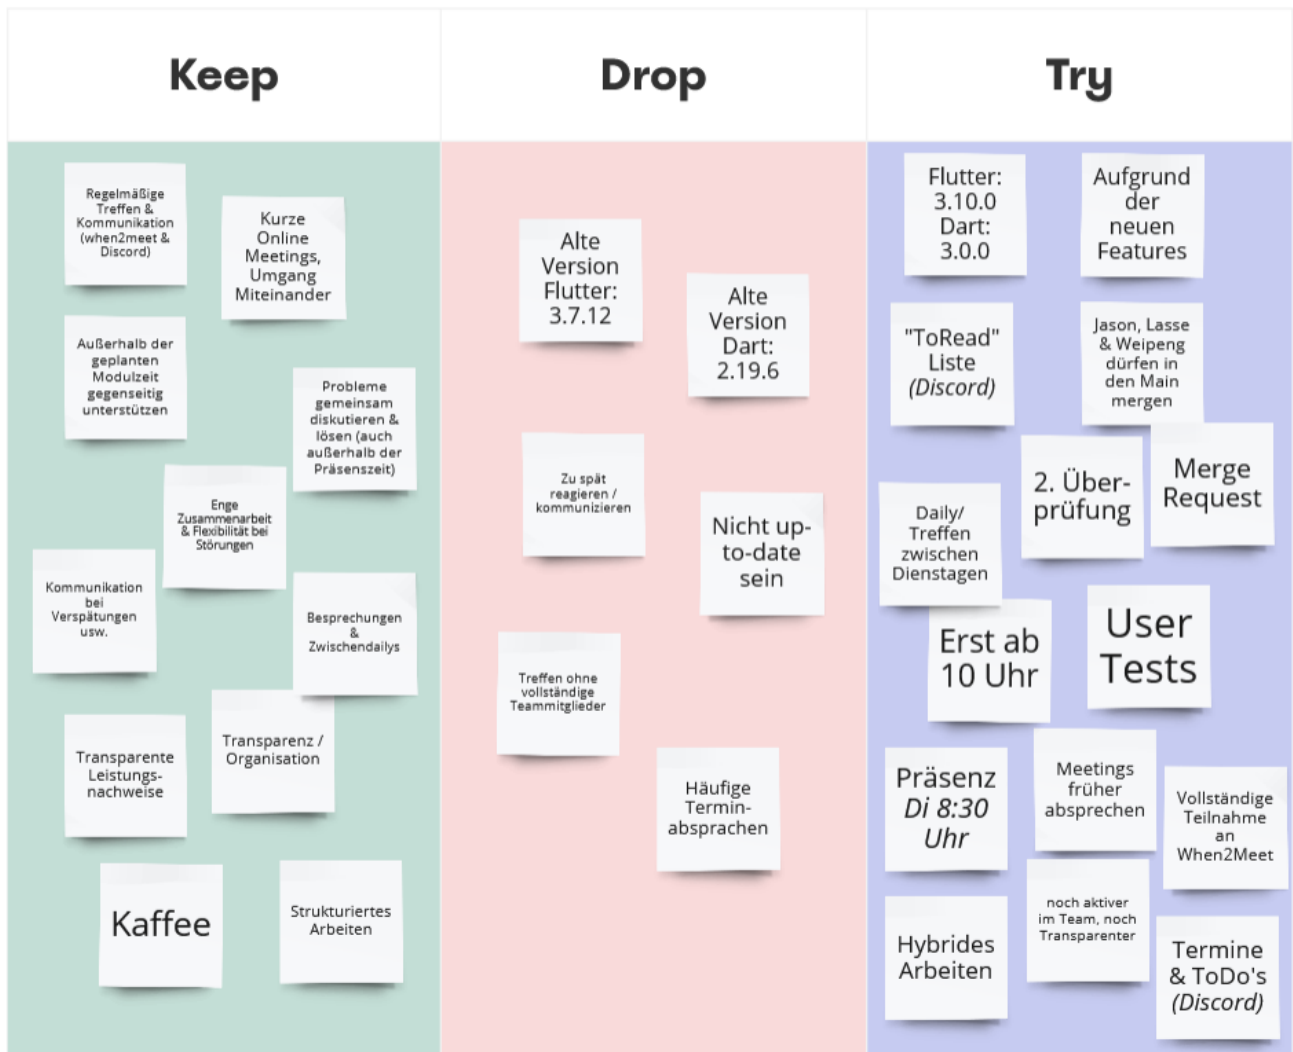 Keep
Drop
Try
Regelmäßige
Treffen &
Kommunikation
(when2meet &
Discord)
Kurze
Online
Meetings,
Umgang
Miteinander
Außerhalb der
geplanten
Modulzeit
gegenseitig
unterstützen
Probleme
gemeinsam
diskutieren &
lösen (auch
außerhalb der
Präsenszeit)
Enge
Zusammenarbeit
& Flexibilität bei
Störungen
Kommunikation
bei
Verspätungen
usw.
Besprechungen
&
Zwischendailys
Transparenz /
Organisation
Transparente
Leistungs-
nachweise
Kaffee
Strukturiertes
Arbeiten
Alte
Version
Flutter:
3.7.12
Alte
Version
Dart:
2.19.6
Zu spät
reagieren /
kommunizieren
Nicht up-
to-date
sein
Treffen ohne
vollständige
Teammitglieder
Häufige
Termin-
absprachen
Flutter:
3.10.0
Dart:
3.0.0
Aufgrund
der
neuen
Features
"ToRead"
Liste
(Discord)
Jason, Lasse
& Weipeng
dürfen in
den Main
mergen
2. Über-
prüfung
Merge
Request
Daily/
Treffen
zwischen
Dienstagen
Erst ab
10 Uhr
User
Tests
Präsenz
Di 8:30
Uhr
Meetings
früher
absprechen
Vollständige
Teilnahme
an
When2Meet
Hybrides
Arbeiten
noch aktiver
im Team, noch
Transparenter
Termine
& ToDo's
(Discord)